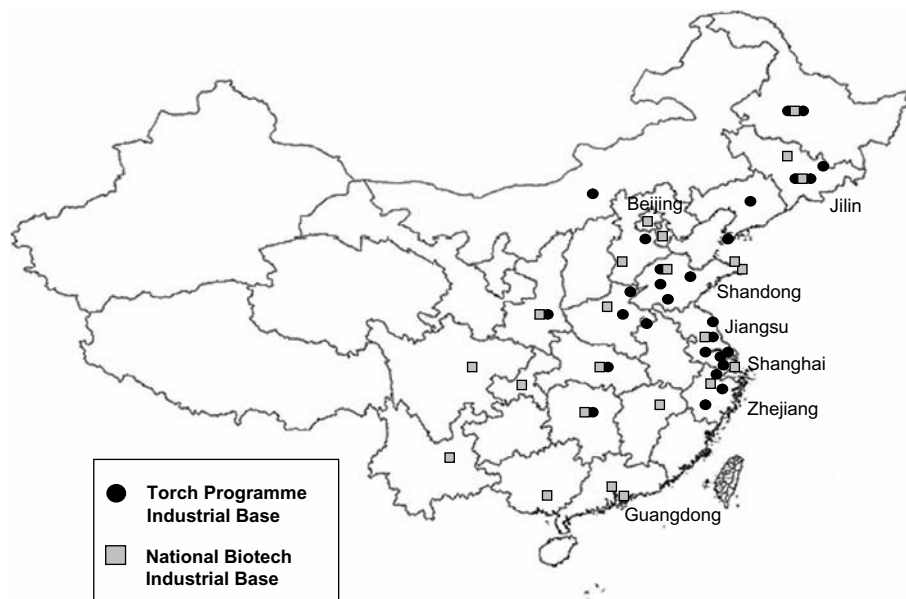 Beijing
Jilin
Shandong
Jiangsu
Shanghai
Zhejiang
Guangdong
Torch Programme
Industrial Base
National Biotech
Industrial Base